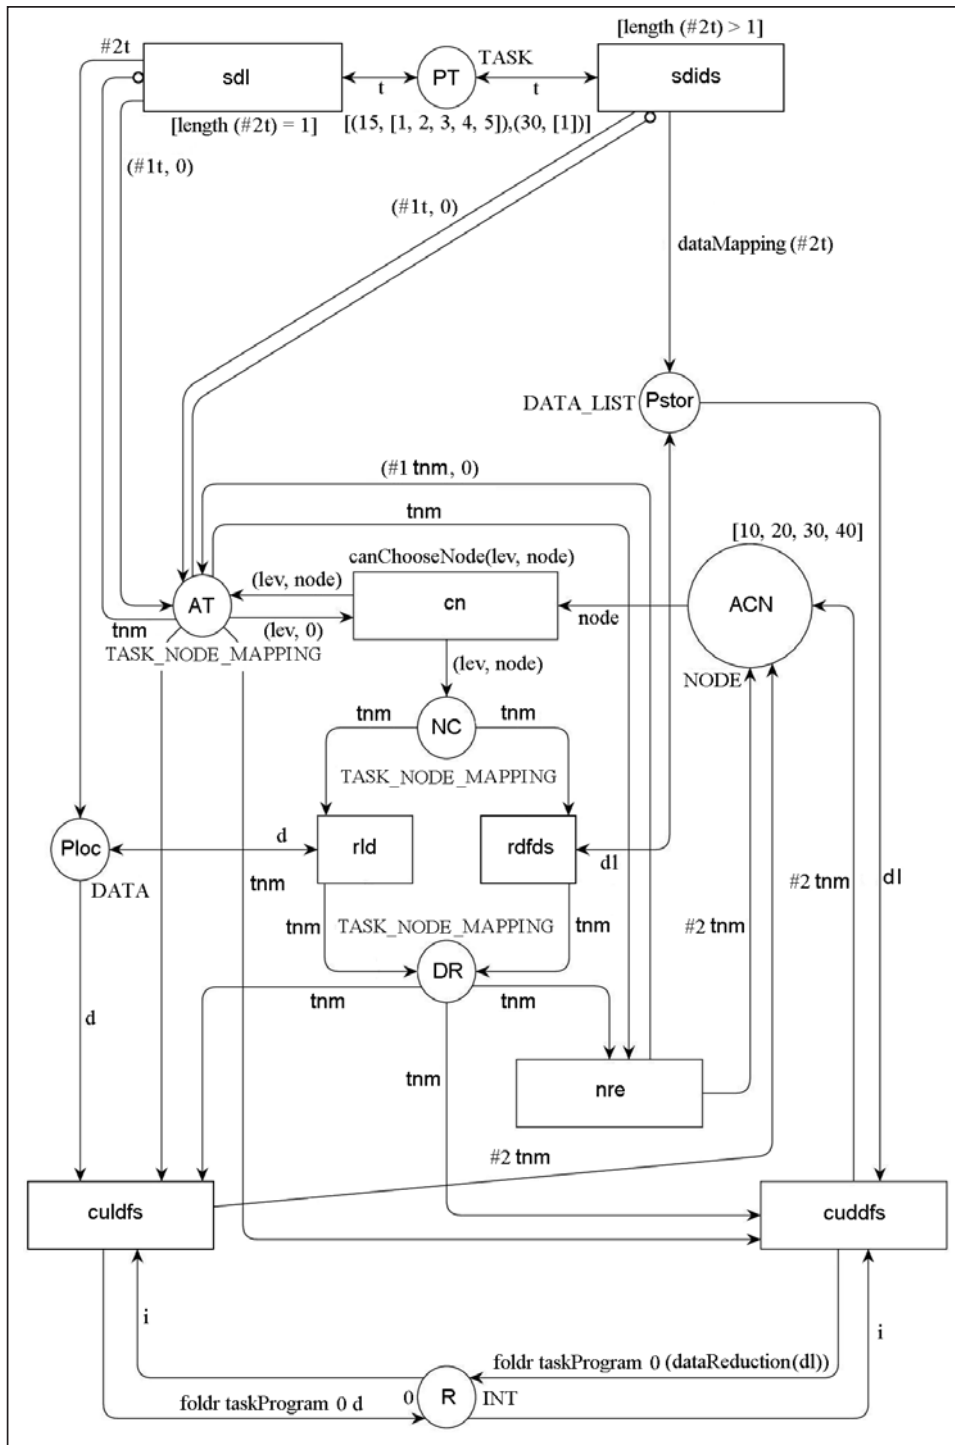 [length (#2t) > 1]
#2t
TASK
sdl
PT
sdids
t
t
[length (#2t) = 1]
[(15, [1, 2, 3, 4, 5]),(30, [1])]
(#1t, 0)
(#1t, 0)
dataMapping (#2t)
DATA_LIST
Pstor
(#1 tnm, 0)
tnm
[10, 20, 30, 40]
canChooseNode(lev, node)
(lev, node)
AT
cn
ACN
node
tnm
(lev, 0)
TASK_NODE_MAPPING
(lev, node)
NODE
tnm
NC
tnm
TASK_NODE_MAPPING
Ploc
d
rld
rdfds
dl
DATA
tnm
#2 tnm
dl
tnm
TASK_NODE_MAPPING
tnm
#2 tnm
DR
tnm
tnm
d
tnm
nre
#2 tnm
culdfs
cuddfs
i
i
foldr taskProgram 0 (dataReduction(dl))
foldr taskProgram 0 d
0
R
INT